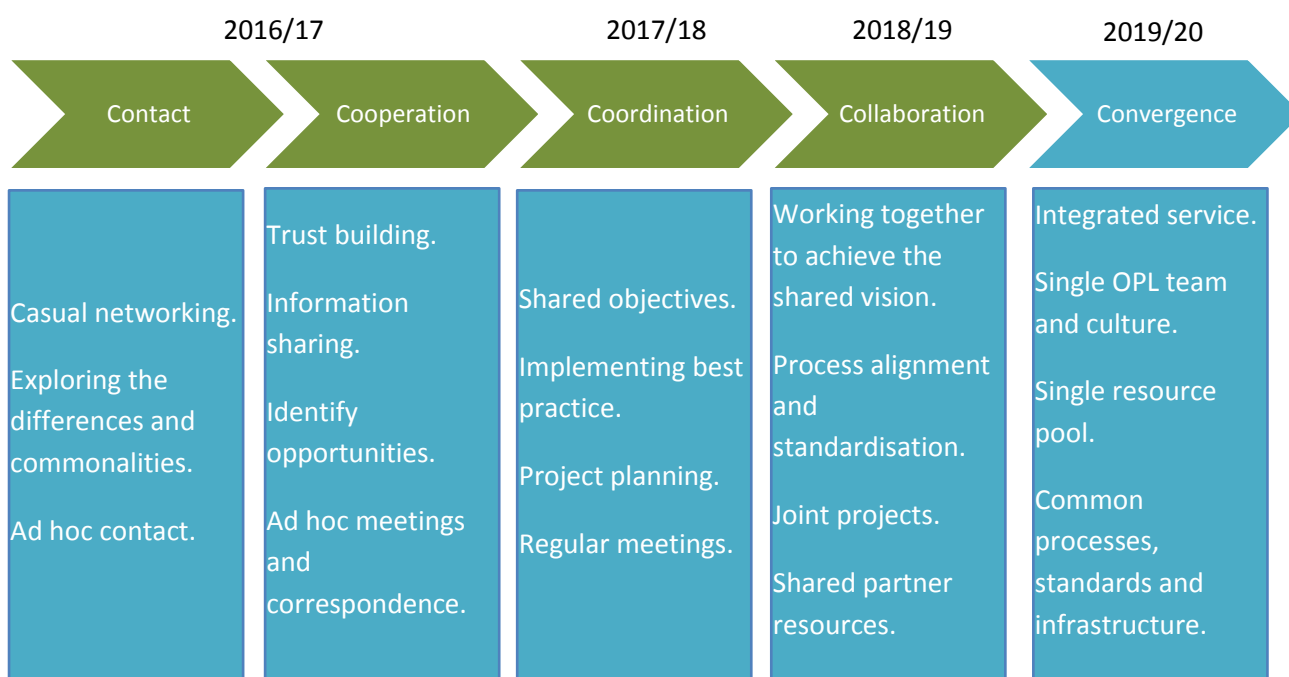 2016/17
2017/18
2018/19
2019/20
Contact
Cooperation
Coordination
Collaboration
Convergence
Casual networking.
Exploring the
differences and
commonalities.
Ad hoc contact.
Trust building.
Information
sharing.
Identify
opportunities.
Ad hoc meetings
and
correspondence.
Shared objectives.
Implementing best
practice.
Project planning.
Regular meetings.
Working together
to achieve the
shared vision.
Process alignment
and
standardisation.
Joint projects.
Shared partner
resources.
Integrated service.
Single OPL team
and culture.
Single resource
pool.
Common
processes,
standards and
infrastructure.